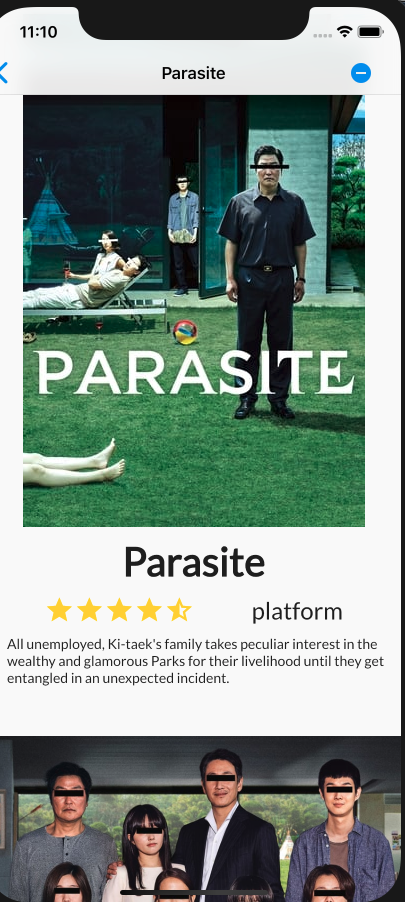 11:10
Parasite
PARASITE
Parasite
platform
All unemployed, Ki-taek's family takes peculiar interest in the
wealthy and glamorous Parks for their livelihood until they get
entangled in an unexpected incident.